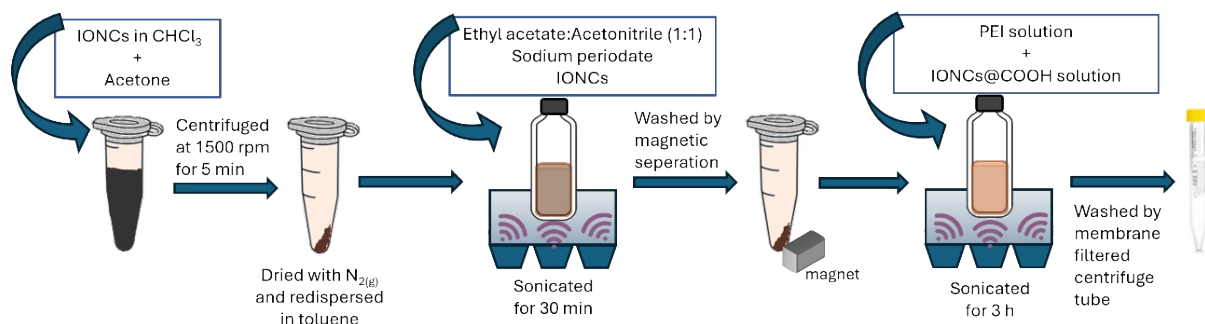 IONCs in CHCl₃
+
Acetone
Centrifuged
at 1500 rpm
for 5 min
Dried with N₂₍g₎
and redispersed
in toluene
Ethyl acetate:Acetonitrile (1:1)
Sodium periodate
IONCs
Sonicated
for 30 min
Washed by
magnetic
seperation
magnet
PEI solution
+
IONCs@COOH solution
Sonicated
for 3 h
Washed by
membrane
filtered
centrifuge
tube